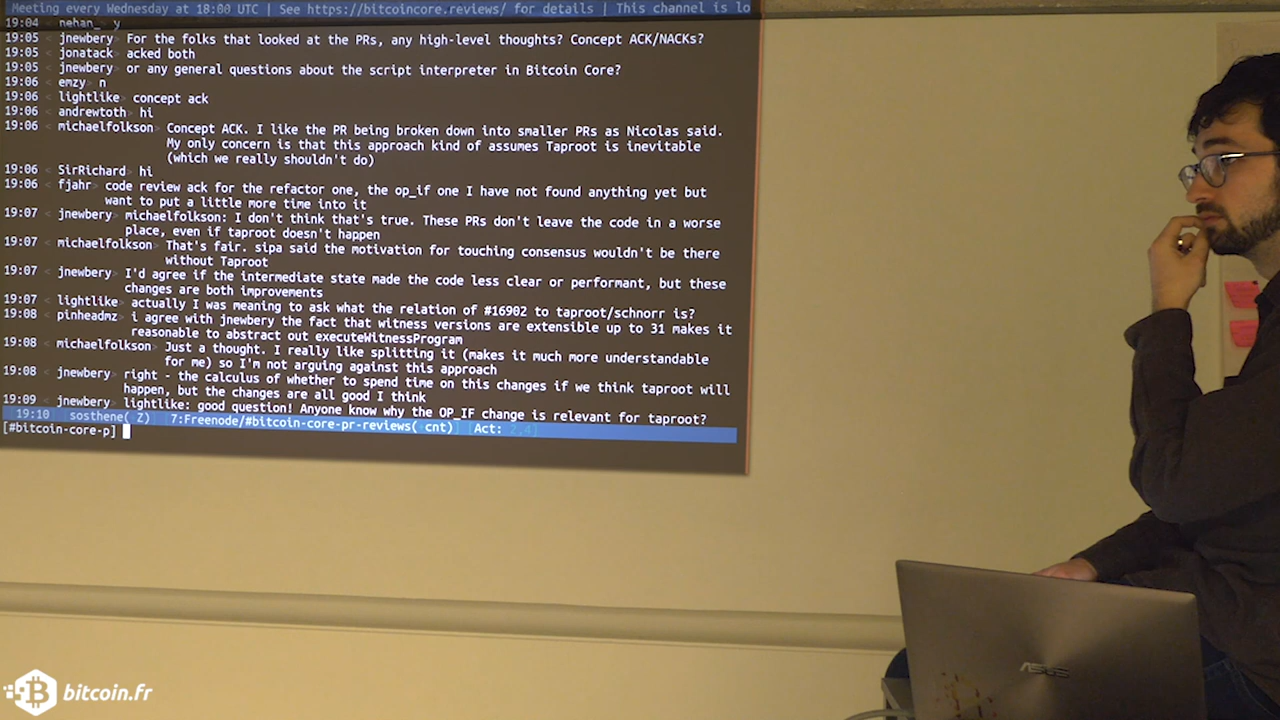 Meeting every Wednesday at 18:00 UTC | See https://bitcoincore.reviews/ for details | This channel is lo
19:04 < nehan_> y
19:05 < jnewbery> For the folks that looked at the PRs, any high-level thoughts? Concept ACK/NACKs?
19:05 < jonatack> acked both
19:05 < jnewbery> or any general questions about the script interpreter in Bitcoin Core?
19:06 < emzy> n
19:06 < lightlike> concept ack
19:06 < andrewtoth> hi
19:06 < michaelfolkson> Concept ACK. I like the PR being broken down into smaller PRs as Nicolas said.
My only concern is that this approach kind of assumes Taproot is inevitable
(which we really shouldn't do)
19:06 < SirRichard> hi
19:06 < fjahr> code review ack for the refactor one, the op_if one I have not found anything yet but
want to put a little more time into it
19:07 < jnewbery> michaelfolkson: I don't think that's true. These PRs don't leave the code in a worse
place, even if taproot doesn't happen
19:07 < michaelfolkson> That's fair. sipa said the motivation for touching consensus wouldn't be there
without Taproot
19:07 < jnewbery> I'd agree if the intermediate state made the code less clear or performant, but these
changes are both improvements
19:07 < lightlike> actually I was meaning to ask what the relation of #16902 to taproot/schnorr is?
19:08 < pinheadmz> i agree with jnewbery the fact that witness versions are extensible up to 31 makes it
reasonable to abstract out executeWitnessProgram
19:08 < michaelfolkson> Just a thought. I really like splitting it (makes it much more understandable
for me) so I'm not arguing against this approach
19:08 < jnewbery> right - the calculus of whether to spend time on this changes if we think taproot will
happen, but the changes are all good I think
19:09 < jnewbery> lightlike: good question! Anyone know why the OP_IF change is relevant for taproot?
19:10 sosthene( Z) 7:Freenode/#bitcoin-core-pr-reviews( cnt) [Act: 2,4]
[#bitcoin-core-p]
ASUS
bitcoin.fr